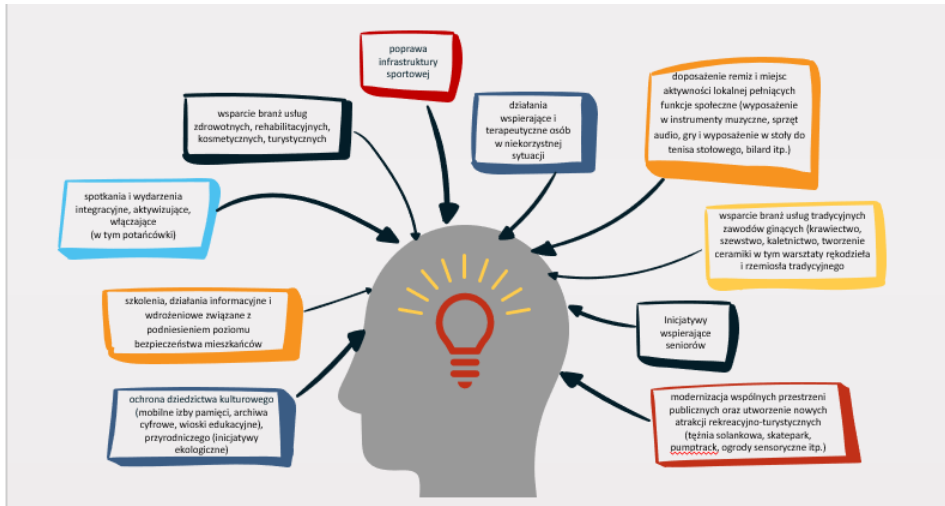 poprawa
infrastruktury
sportowej
wsparcie branż usług
zdrowotnych, rehabilitacyjnych,
kosmetycznych, turystycznych
działania
wspierające i
terapeutyczne osób
w niekorzystnej
sytuacji
doposażenie remiz i miejsc
aktywności lokalnej pełniących
funkcje społeczne (wyposażenie
w instrumenty muzyczne, sprzęt
audio, gry i wyposażenie w stoły do
tenisa stołowego, bilard itp.)
spotkania i wydarzenia
integracyjne, aktywizujące,
włączające
(w tym potańcówki)
wsparcie branż usług tradycyjnych
zawodów ginących (krawiectwo,
szewstwo, kaletnictwo, tworzenie
ceramiki w tym warsztaty rękodzieła
i rzemiosła tradycyjnego
szkolenia, działania informacyjne i
wdrożeniowe związane z
podniesieniem poziomu
bezpieczeństwa mieszkańców
Inicjatywy
wspierające
seniorów
ochrona dziedzictwa kulturowego
(mobilne izby pamięci, archiwa
cyfrowe, wioski edukacyjne),
przyrodniczego (inicjatywy
ekologiczne)
modernizacja wspólnych przestrzeni
publicznych oraz utworzenie nowych
atrakcji rekreacyjno-turystycznych
(tężnia solankowa, skatepark,
pumptrack, ogrody sensoryczne itp.)